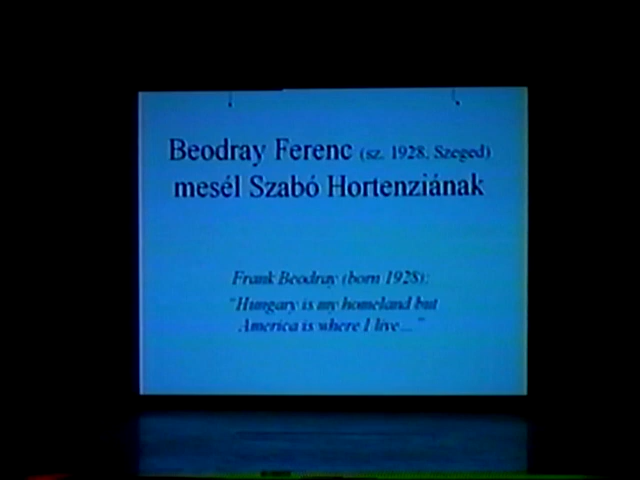 Beodray Ferenc (sz. 1928. Szeged)
mesél Szabó Hortenziának
Frank Beodray (born 1928):
"Hungary is my homeland but
America is where I live..."